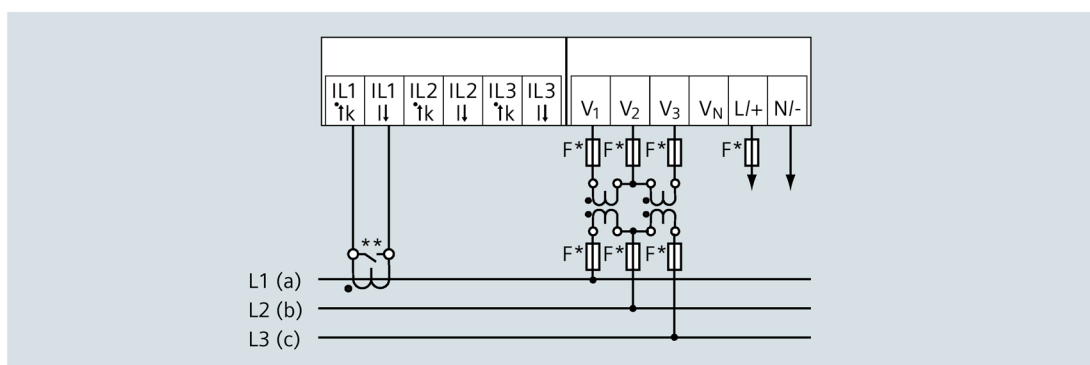 IL1 IL1 IL2 IL2 IL3 IL3
k l k l k l
V1 V2 V3 VN L/+ N/-
F* F* F* F*
**
F* F* F*
L1 (a)
L2 (b)
L3 (c)